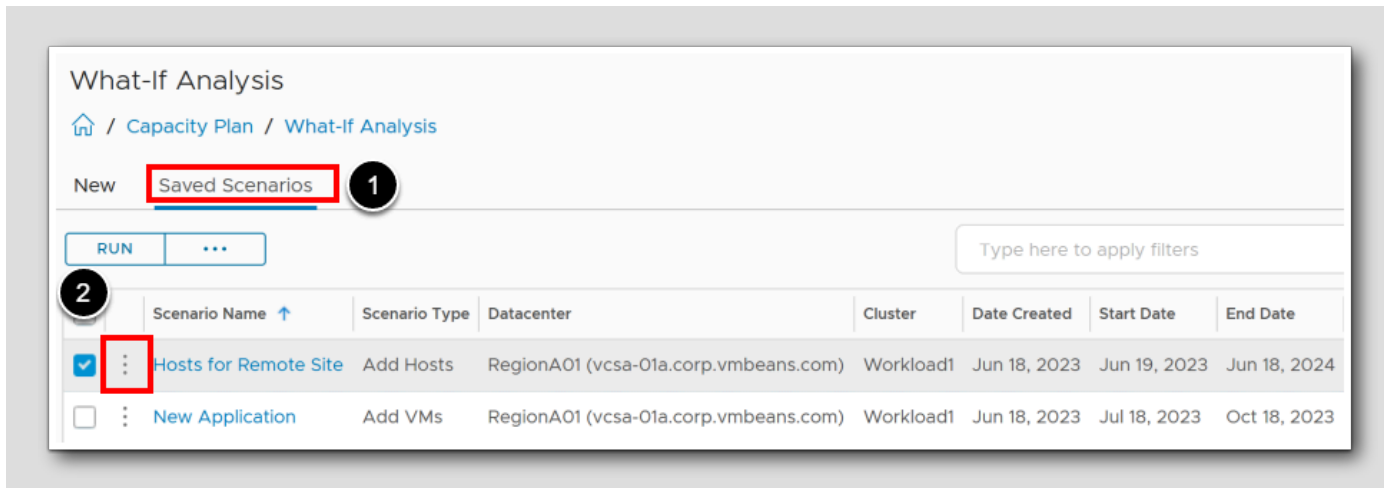 What-If Analysis
/ Capacity Plan / What-If Analysis
New Saved Scenarios 1
RUN ...
Type here to apply filters
2
Scenario Name ↑ Scenario Type Datacenter Cluster Date Created Start Date End Date
Hosts for Remote Site Add Hosts RegionA01 (vcsa-01a.corp.vmbeans.com) Workload1 Jun 18, 2023 Jun 19, 2023 Jun 18, 2024
New Application Add VMs RegionA01 (vcsa-01a.corp.vmbeans.com) Workload1 Jun 18, 2023 Jul 18, 2023 Oct 18, 2023